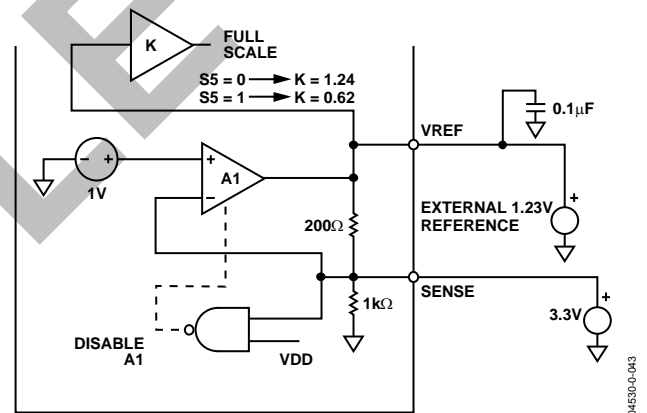 K
FULL
SCALE
S5 = 0 → K = 1.24
S5 = 1 → K = 0.62
0.1µF
VREF
− +
1V
+
A1
−
200Ω
EXTERNAL 1.23V
REFERENCE
+
SENSE
1kΩ
+
3.3V
DISABLE
A1
VDD
04530-0-043